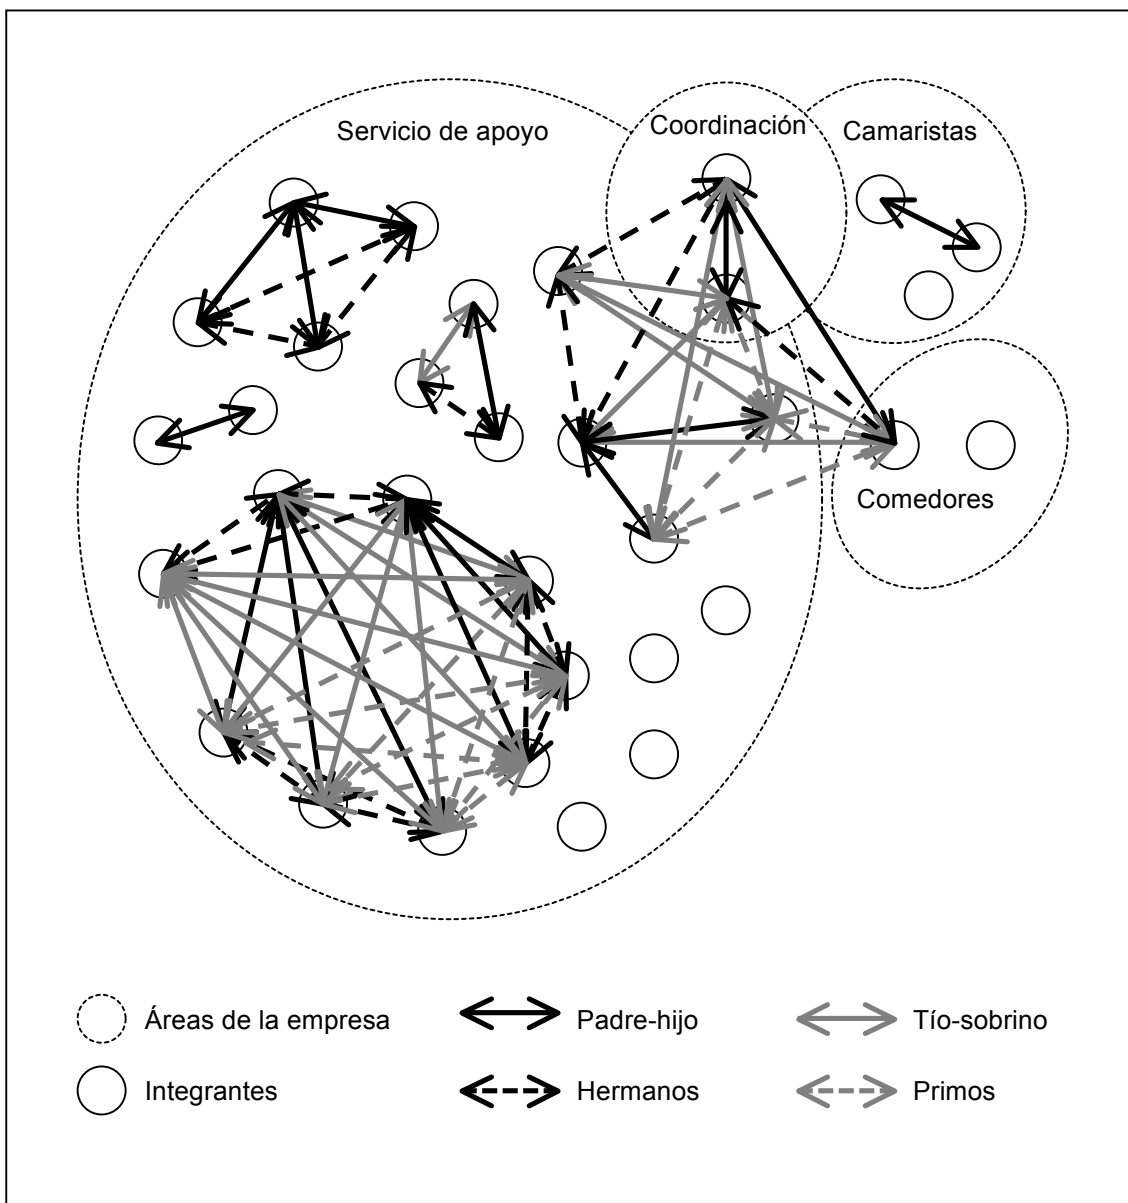 Servicio de apoyo
Coordinación
Camaristas
Comedores
Áreas de la empresa
Padre-hijo
Tío-sobrino
Integrantes
Hermanos
Primos